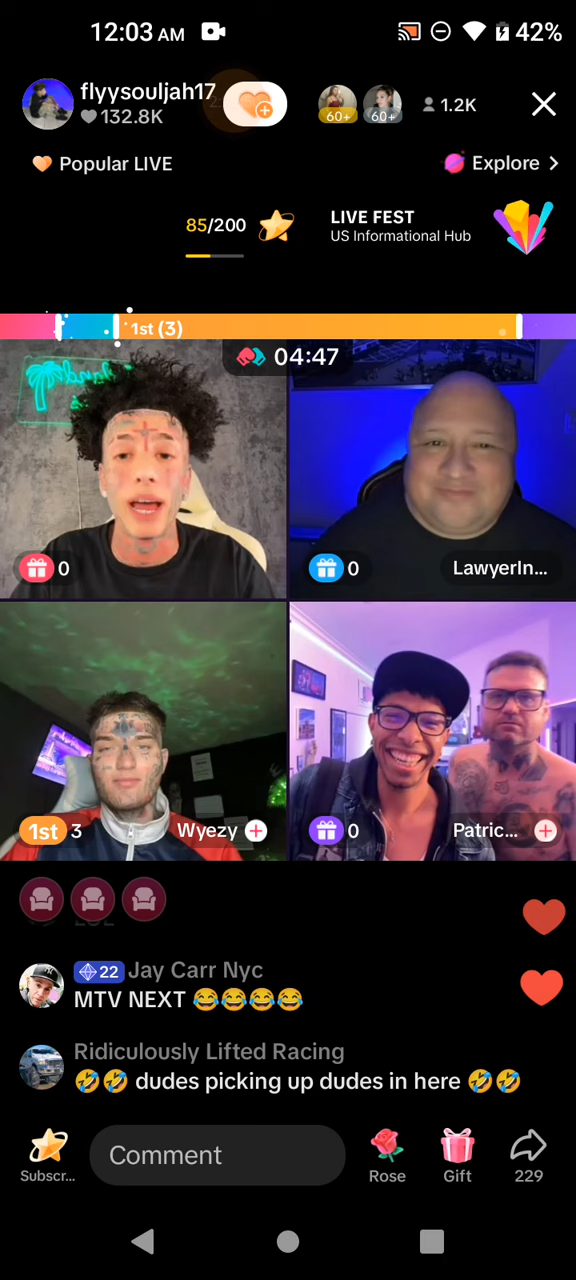 12:03 AM
42%
flyysouljah17
132.8K
60+
60+
1.2K
Popular LIVE
Explore
85/200
LIVE FEST
US Informational Hub
1st (3)
04:47
0
0
LawyerIn...
1st 3
Wyezy
0
Patric...
22 Jay Carr Nyc
MTV NEXT 😂😂😂😂
Ridiculously Lifted Racing
🤣🤣 dudes picking up dudes in here 🤣🤣
Subscr...
Comment
Rose
Gift
229